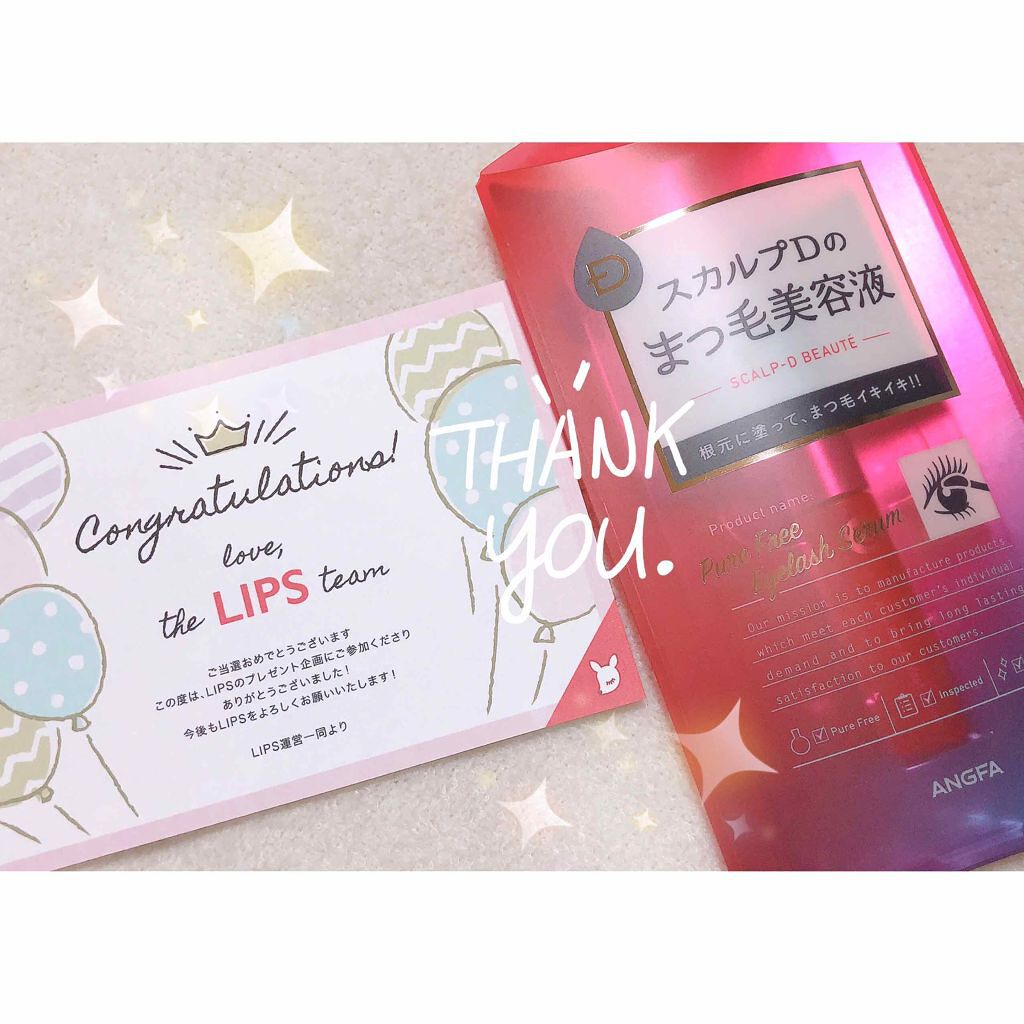 Congratulations!
love,
the LIPS team
ご当選おめでとうございます
この度は、LIPSのプレゼント企画にご参加くださり
ありがとうございました！
今後もLIPSをよろしくお願いいたします！
LIPS運営一同より
THANK
YOU.
D
スカルプDの
まつ毛美容液
SCALP-D BEAUTÉ
根元に塗って、まつ毛イキイキ!!
Product name:
Pure Free
Eyelash Serum
Our mission is to manufacture products
which meet each customer's individual
demand and to bring long lasting
satisfaction to our customers.
Pure Free
Inspected
ANGFA